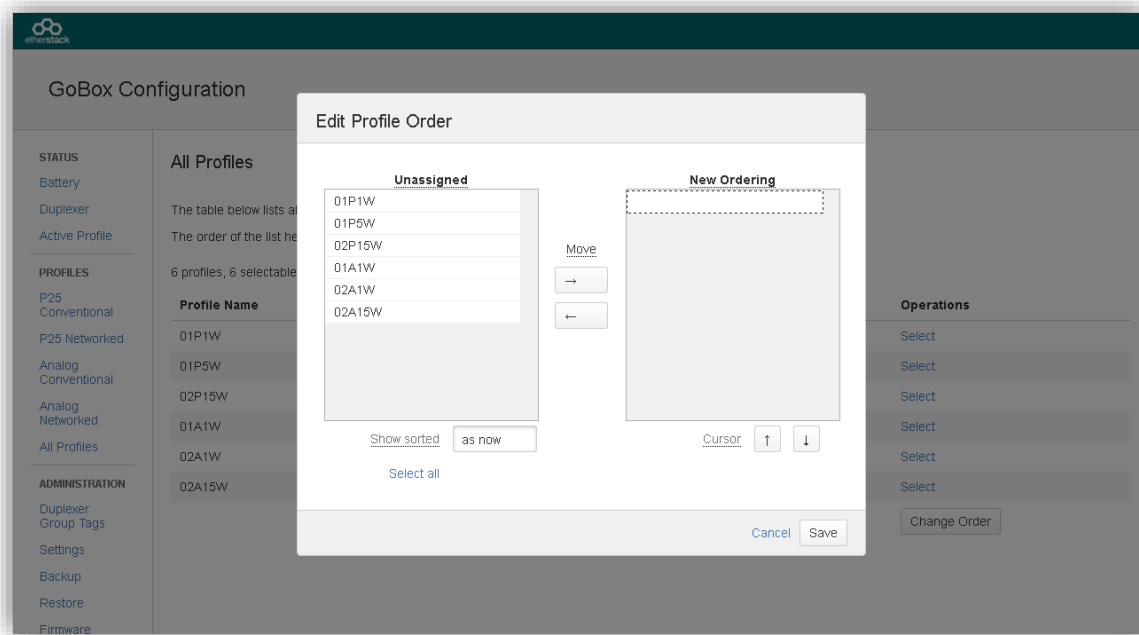 etherstack
GoBox Configuration
STATUS
Battery
Duplexer
Active Profile
PROFILES
P25
Conventional
P25 Networked
Analog
Conventional
Analog
Networked
All Profiles
ADMINISTRATION
Duplexer
Group Tags
Settings
Backup
Restore
Firmware
All Profiles
The table below lists al
The order of the list he
6 profiles, 6 selectable
Profile Name
01P1W
01P5W
02P15W
01A1W
02A1W
02A15W
Edit Profile Order
Unassigned
01P1W
01P5W
02P15W
01A1W
02A1W
02A15W
Show sorted as now
Select all
Move
→
←
New Ordering
Cursor ↑ ↓
Cancel Save
Operations
Select
Select
Select
Select
Select
Select
Change Order